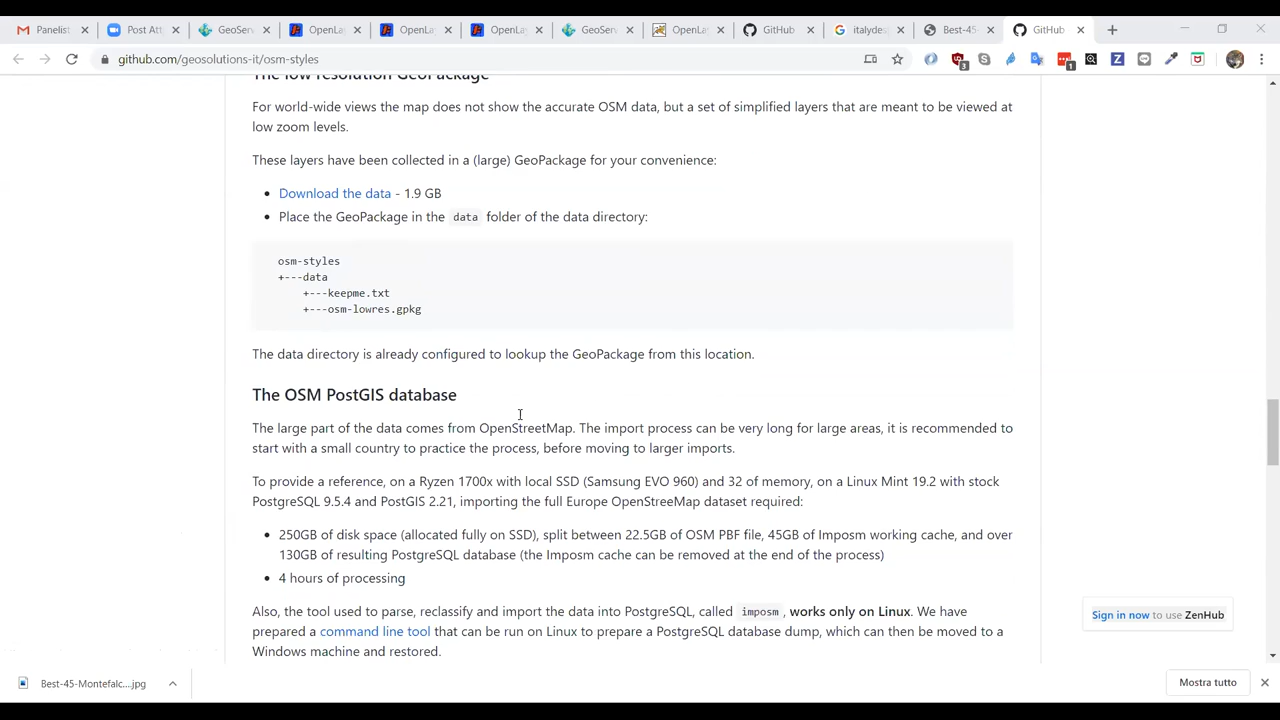 Panelist
Post Att
GeoSer
OpenLa
OpenLay
OpenLay
GeoSer
OpenLa
GitHub
italydes
Best-45
GitHub
github.com/geosolutions-it/osm-styles
3
1
The low resolution GeoPackage
For world-wide views the map does not show the accurate OSM data, but a set of simplified layers that are meant to be viewed at
low zoom levels.
These layers have been collected in a (large) GeoPackage for your convenience:
Download the data - 1.9 GB
Place the GeoPackage in the data folder of the data directory:
osm-styles
+---data
+---keepme.txt
+---osm-lowres.gpkg
The data directory is already configured to lookup the GeoPackage from this location.
The OSM PostGIS database
The large part of the data comes from OpenStreetMap. The import process can be very long for large areas, it is recommended to
start with a small country to practice the process, before moving to larger imports.
To provide a reference, on a Ryzen 1700x with local SSD (Samsung EVO 960) and 32 of memory, on a Linux Mint 19.2 with stock
PostgreSQL 9.5.4 and PostGIS 2.21, importing the full Europe OpenStreeMap dataset required:
250GB of disk space (allocated fully on SSD), split between 22.5GB of OSM PBF file, 45GB of Imposm working cache, and over
130GB of resulting PostgreSQL database (the Imposm cache can be removed at the end of the process)
4 hours of processing
Also, the tool used to parse, reclassify and import the data into PostgreSQL, called imposm , works only on Linux. We have
prepared a command line tool that can be run on Linux to prepare a PostgreSQL database dump, which can then be moved to a
Windows machine and restored.
Sign in now to use ZenHub
Best-45-Montefalc....jpg
Mostra tutto